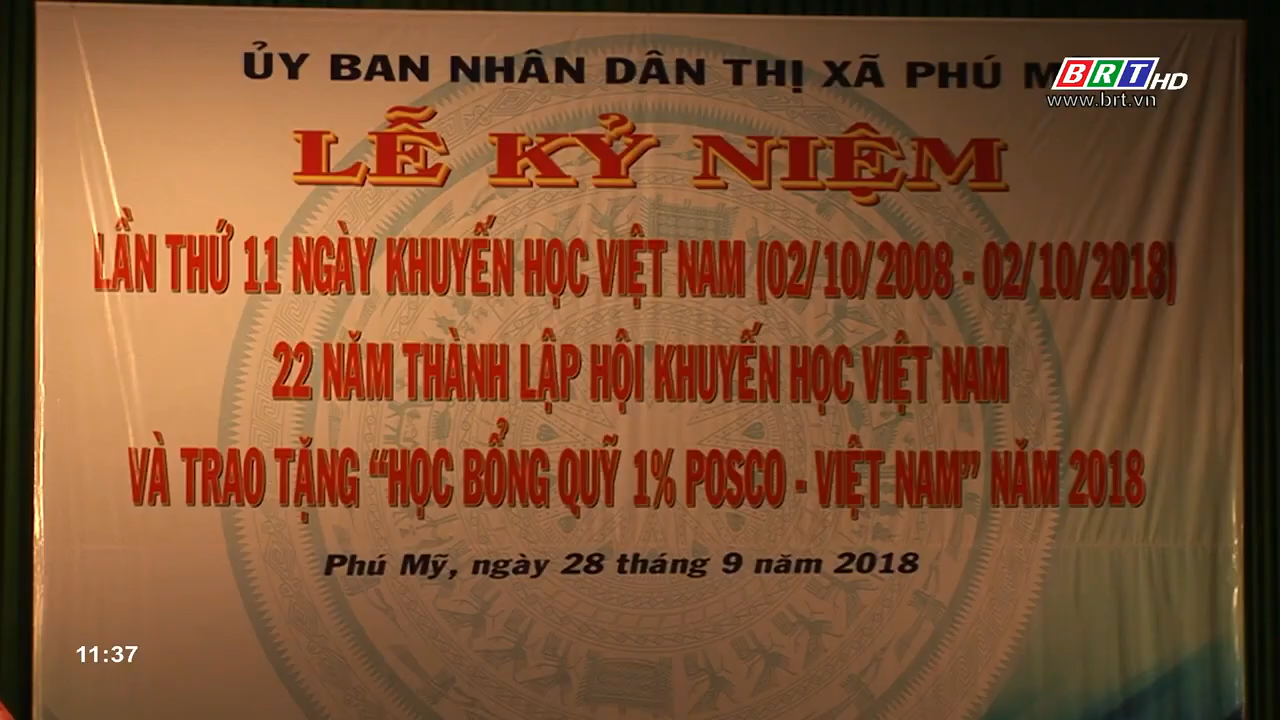 ỦY BAN NHÂN DÂN THỊ XÃ PHÚ
BRT HD
www.brt.vn
LỄ KỶ NIỆM
LẦN THỨ 11 NGÀY KHUYẾN HỌC VIỆT NAM (02/10/2008 - 02/10/2018)
22 NĂM THÀNH LẬP HỘI KHUYẾN HỌC VIỆT NAM
VÀ TRAO TẶNG “HỌC BỔNG QUỸ 1% POSCO - VIỆT NAM” NĂM 2018
Phú Mỹ, ngày 28 tháng 9 năm 2018
11:37